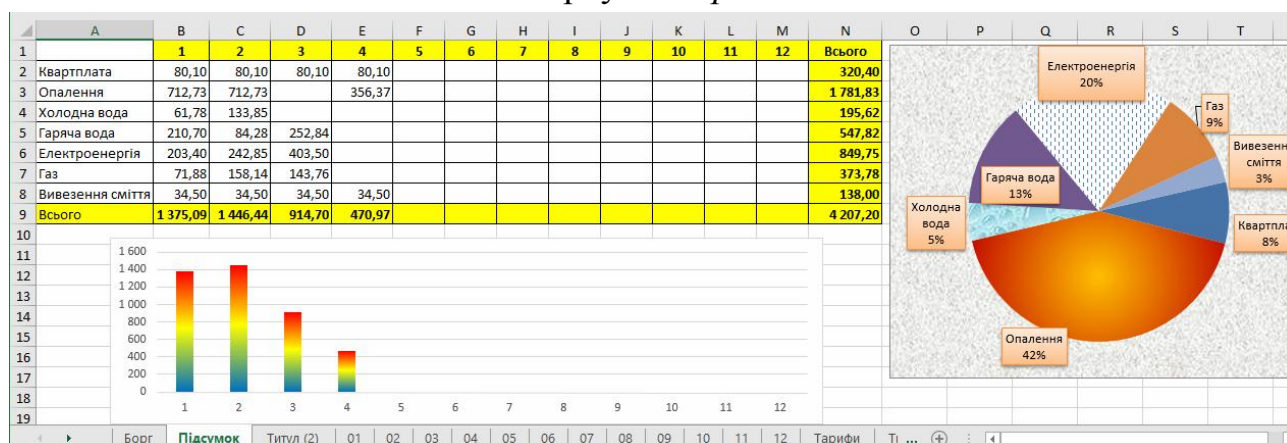 A B C D E F G H I J K L M N O P Q R S T
1 1 2 3 4 5 6 7 8 9 10 11 12 Всього
2 Квартплата 80,10 80,10 80,10 80,10 320,40
3 Опалення 712,73 712,73 356,37 1 781,83
4 Холодна вода 61,78 133,85 195,62
5 Гаряча вода 210,70 84,28 252,84 547,82
6 Електроенергія 203,40 242,85 403,50 849,75
7 Газ 71,88 158,14 143,76 373,78
8 Вивезення сміття 34,50 34,50 34,50 34,50 138,00
9 Всього 1 375,09 1 446,44 914,70 470,97 4 207,20
10
11
12
13
14
15
16
17
18
19
1 600
1 400
1 200
1 000
800
600
400
200
0
1 2 3 4 5 6 7 8 9 10 11 12
Електроенергія
20%
Газ
9%
Вивезенн
сміття
3%
Гаряча вода
13%
Холодна
вода
5%
Квартпла
8%
Опалення
42%
Борг Підсумок Титул (2) 01 02 03 04 05 06 07 08 09 10 11 12 Тарифи ...